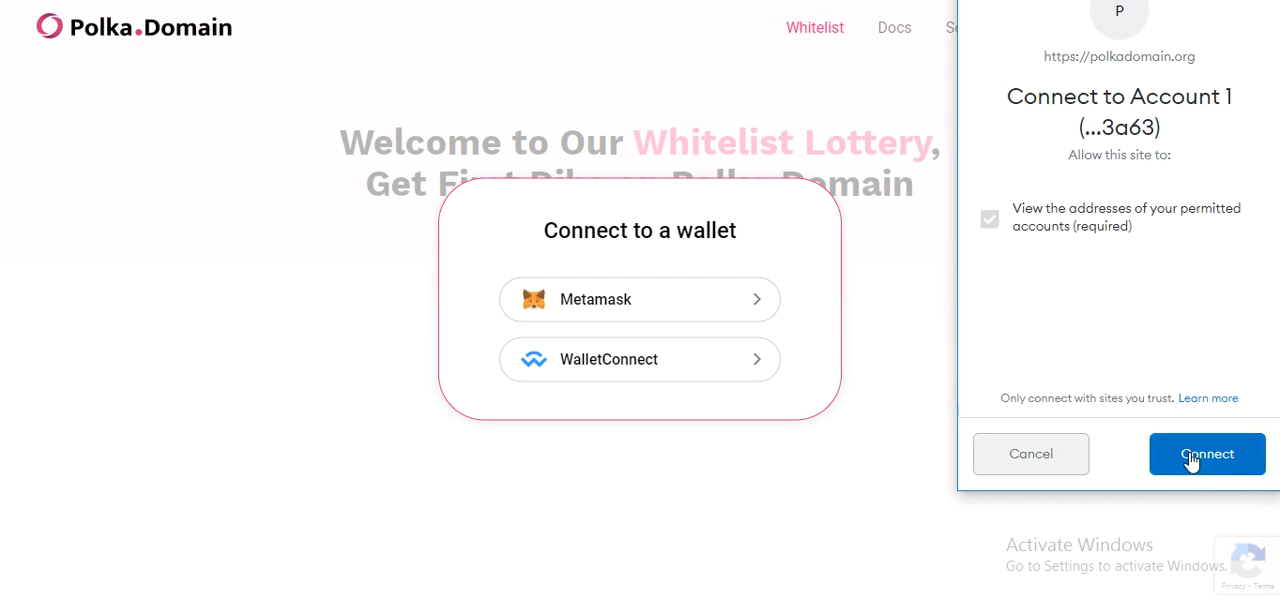 Polka.Domain
Whitelist
Docs
Welcome to Our Whitelist Lottery,
Connect to a wallet
Metamask
WalletConnect
P
https://polkadomain.org
Connect to Account 1
(...3a63)
Allow this site to:
View the addresses of your permitted
accounts (required)
Only connect with sites you trust. Learn more
Cancel
Connect
Activate Windows
Go to Settings to activate Windows.
Privacy - Terms